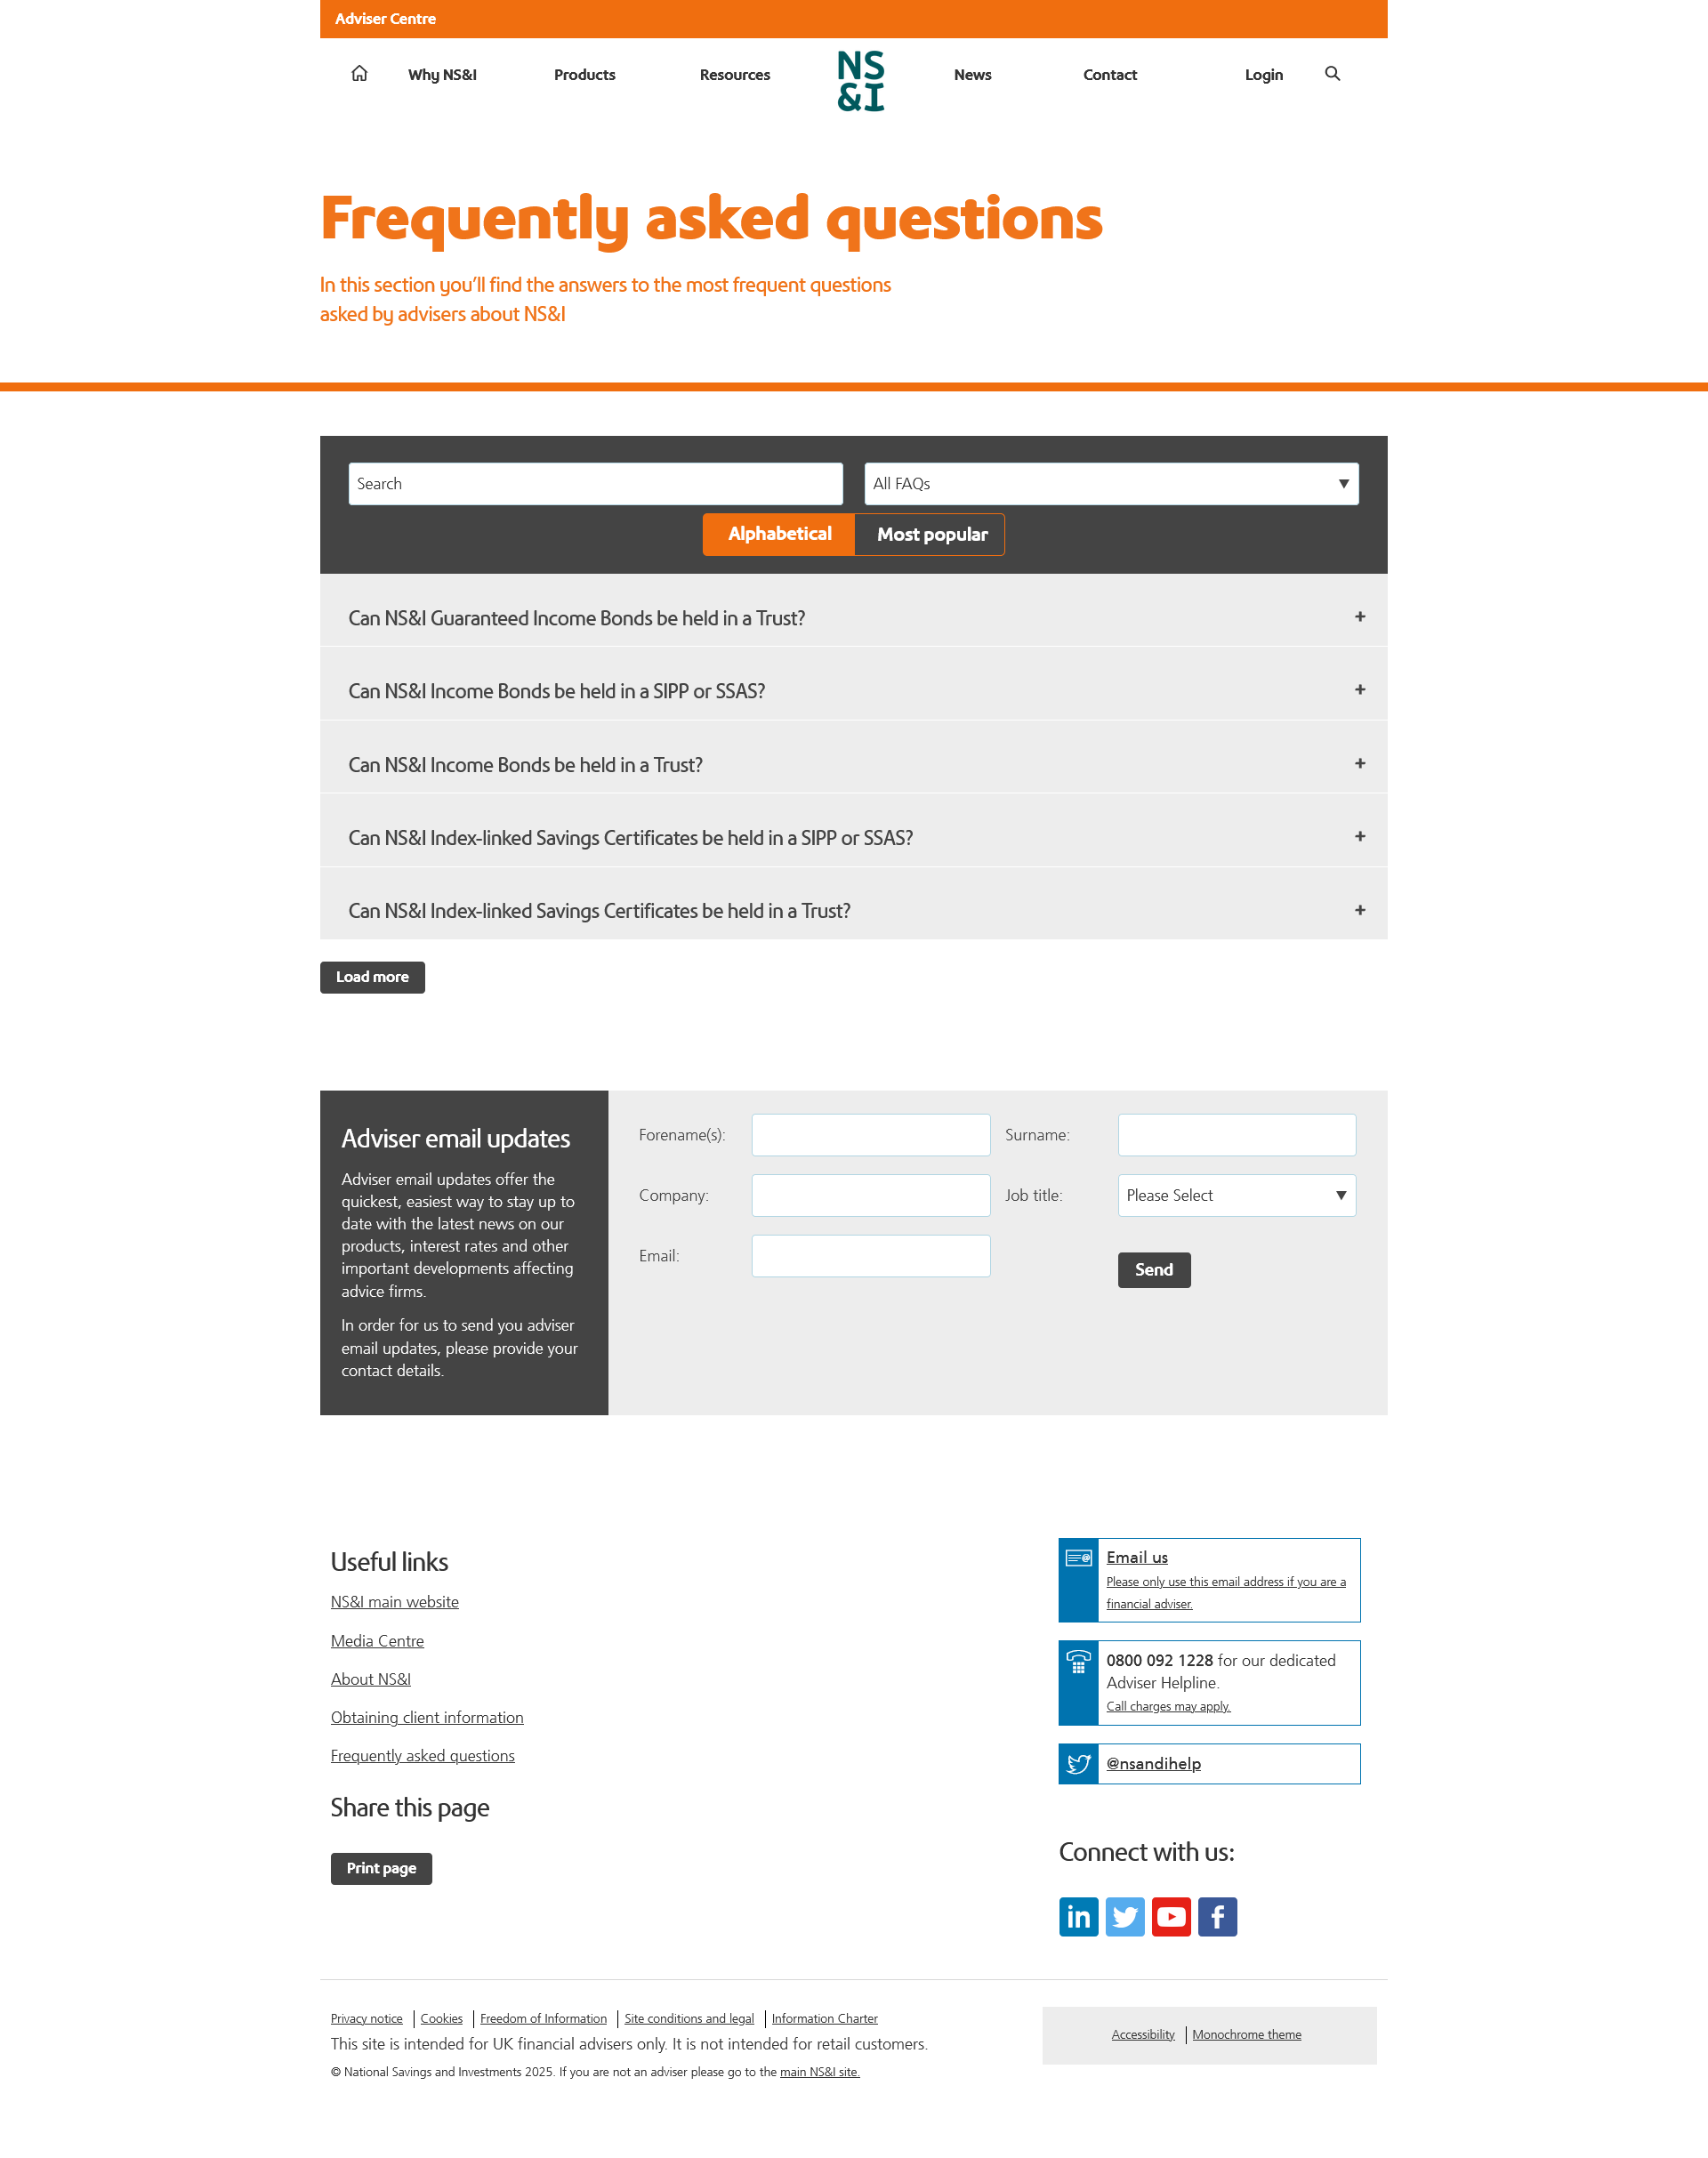 Adviser Centre
Why NS&I
Products
Resources
NS
&I
News
Contact
Login
Frequently asked questions
In this section you’ll find the answers to the most frequent questions
asked by advisers about NS&I
Search
All FAQs
Alphabetical
Most popular
Can NS&I Guaranteed Income Bonds be held in a Trust?
+
Can NS&I Income Bonds be held in a SIPP or SSAS?
+
Can NS&I Income Bonds be held in a Trust?
+
Can NS&I Index-linked Savings Certificates be held in a SIPP or SSAS?
+
Can NS&I Index-linked Savings Certificates be held in a Trust?
+
Load more
Adviser email updates
Adviser email updates offer the
quickest, easiest way to stay up to
date with the latest news on our
products, interest rates and other
important developments affecting
advice firms.
In order for us to send you adviser
email updates, please provide your
contact details.
Forename(s):
Surname:
Company:
Job title:
Please Select
Email:
Send
Useful links
NS&I main website
Media Centre
About NS&I
Obtaining client information
Frequently asked questions
Share this page
Print page
Email us
Please only use this email address if you are a
financial adviser.
0800 092 1228 for our dedicated
Adviser Helpline.
Call charges may apply.
@nsandihelp
Connect with us:
Privacy notice
Cookies
Freedom of Information
Site conditions and legal
Information Charter
This site is intended for UK financial advisers only. It is not intended for retail customers.
© National Savings and Investments 2025. If you are not an adviser please go to the main NS&I site.
Accessibility
Monochrome theme